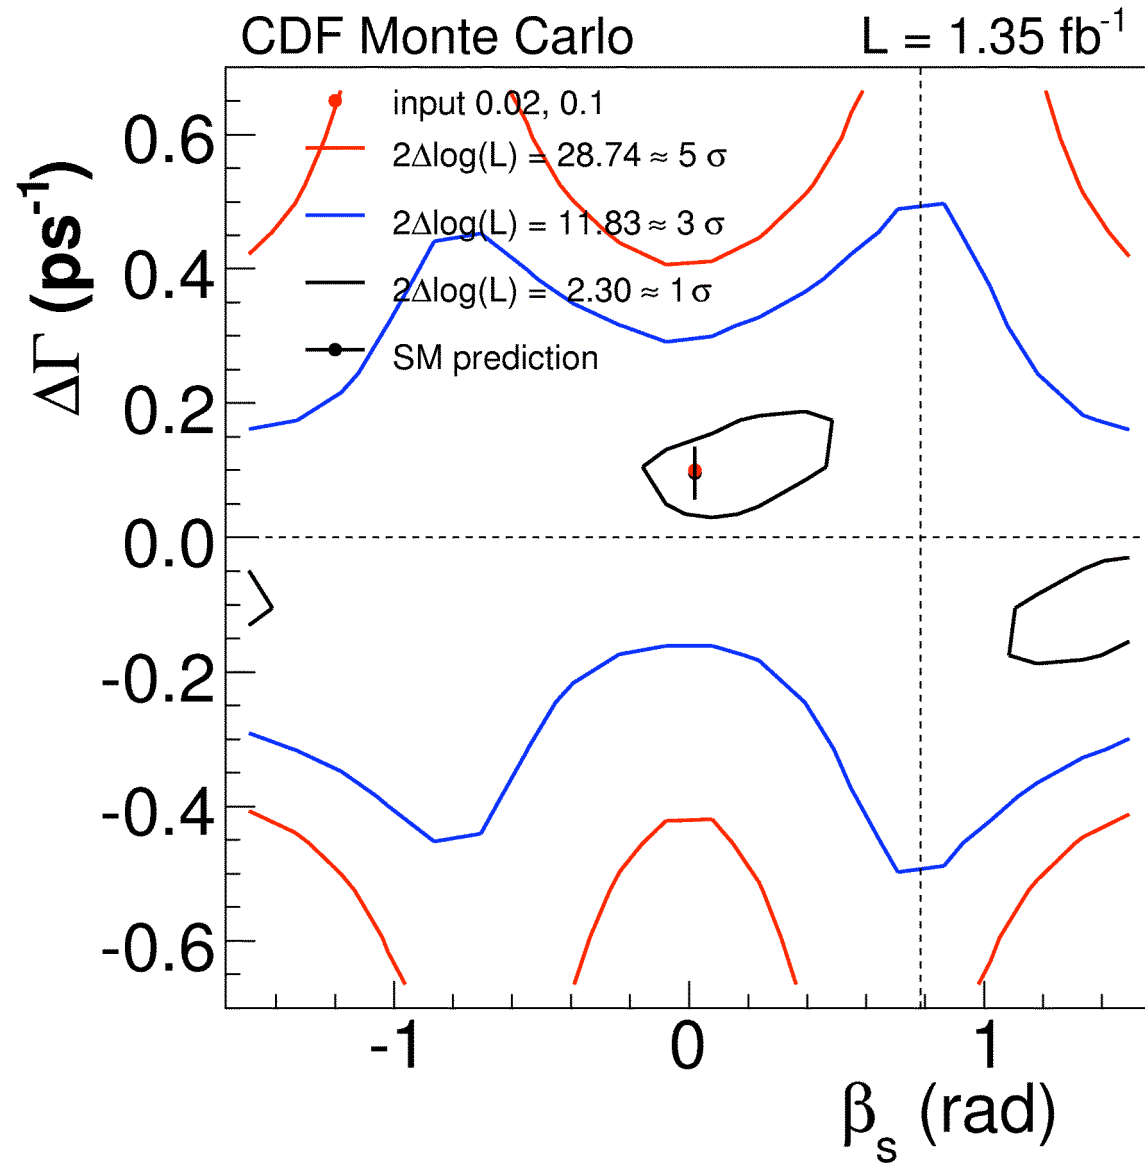 CDF Monte Carlo L = 1.35 fb⁻¹
input 0.02, 0.1
2Δlog(L) = 28.74 ≈ 5 σ
2Δlog(L) = 11.83 ≈ 3 σ
2Δlog(L) = 2.30 ≈ 1 σ
SM prediction
ΔΓ (ps⁻¹)
0.6
0.4
0.2
0.0
-0.2
-0.4
-0.6
-1 0 1
βₛ (rad)